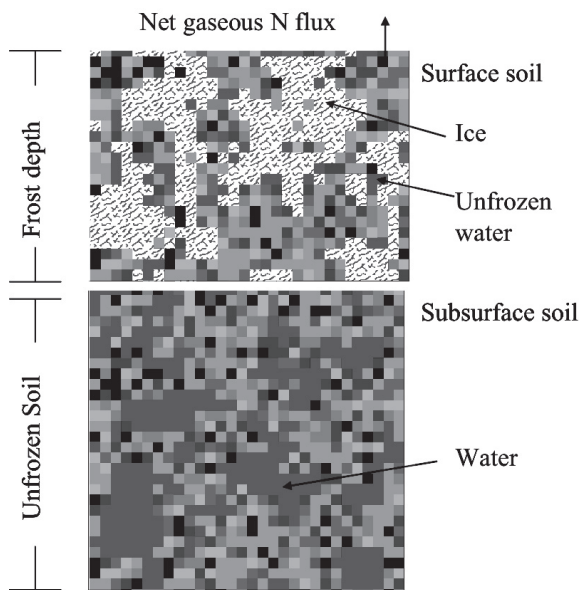 Net gaseous N flux
Surface soil
Ice
Unfrozen
water
Frost depth
Subsurface soil
Water
Unfrozen Soil